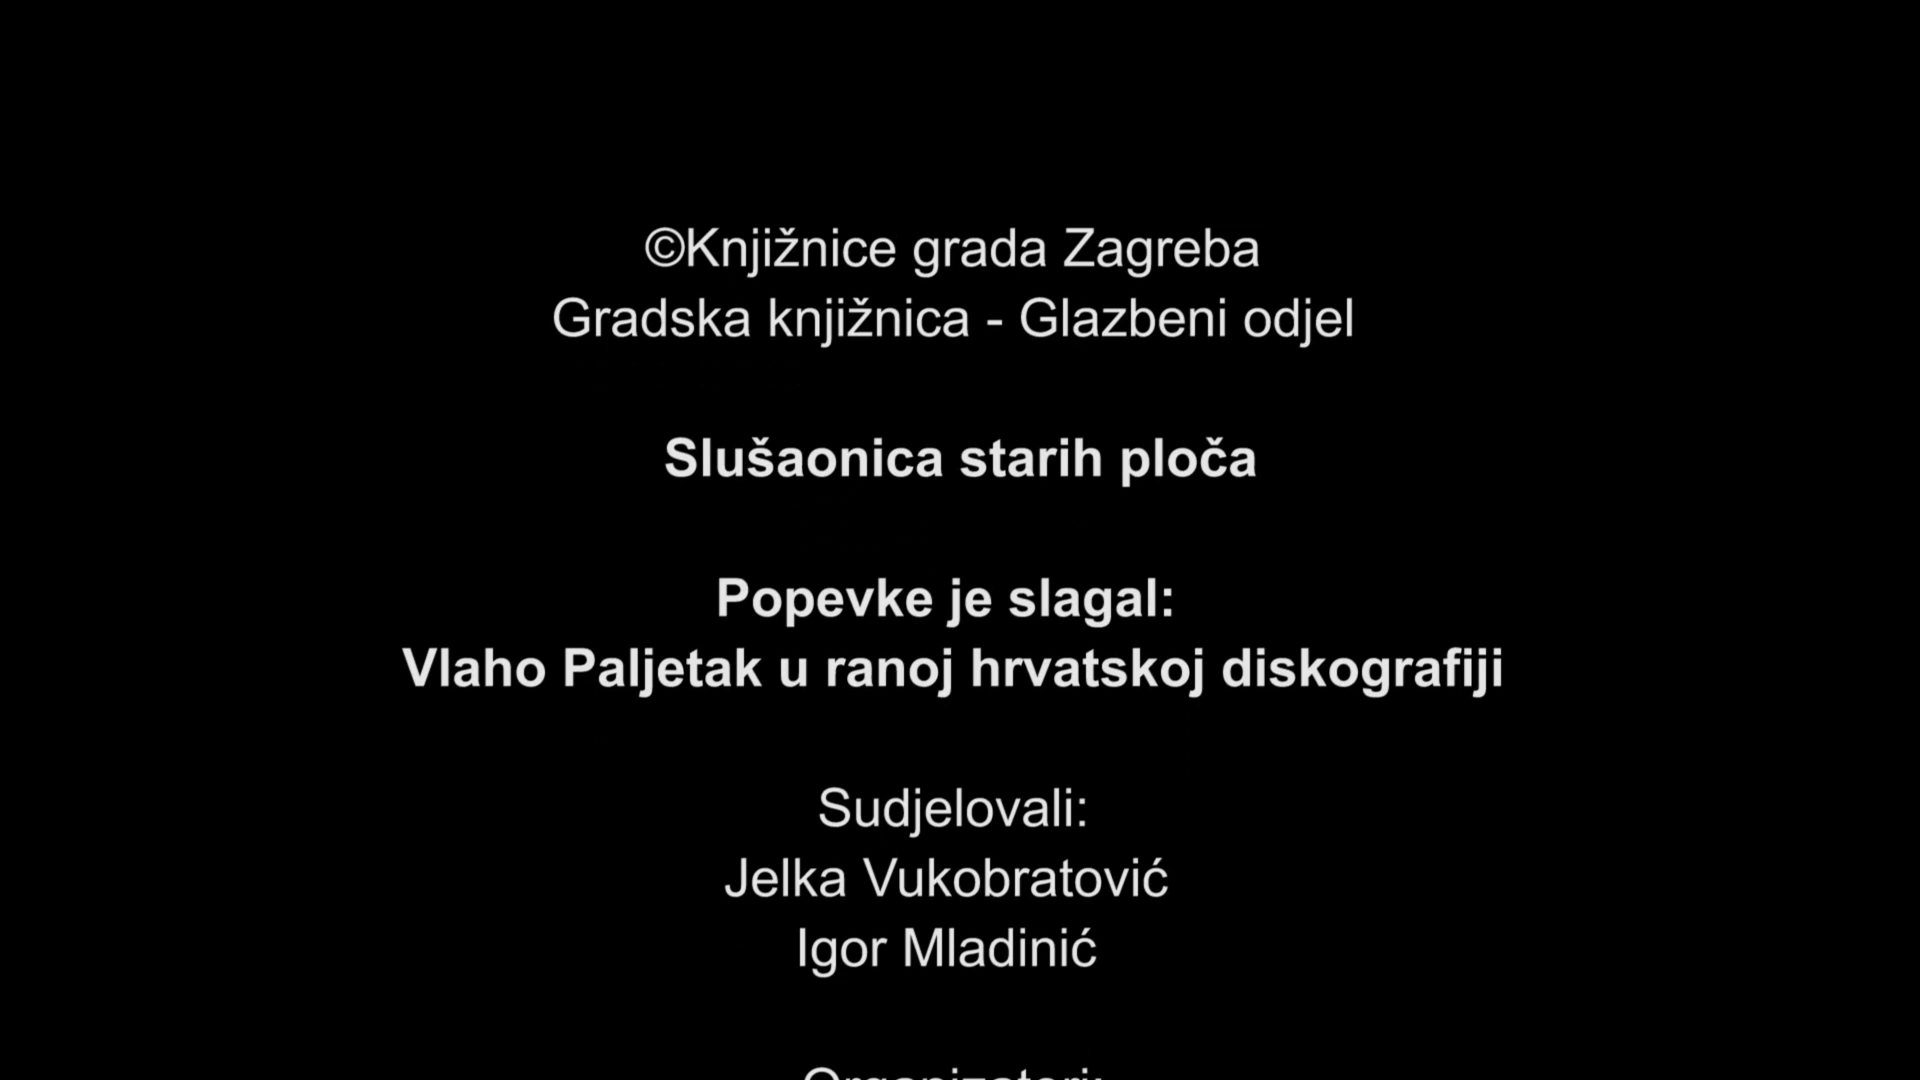 ©Knjižnice grada Zagreba
Gradska knjižnica - Glazbeni odjel
Slušaonica starih ploča
Popevke je slagal:
Vlaho Paljetak u ranoj hrvatskoj diskografiji
Sudjelovali:
Jelka Vukobratović
Igor Mladinić
Organizatori: